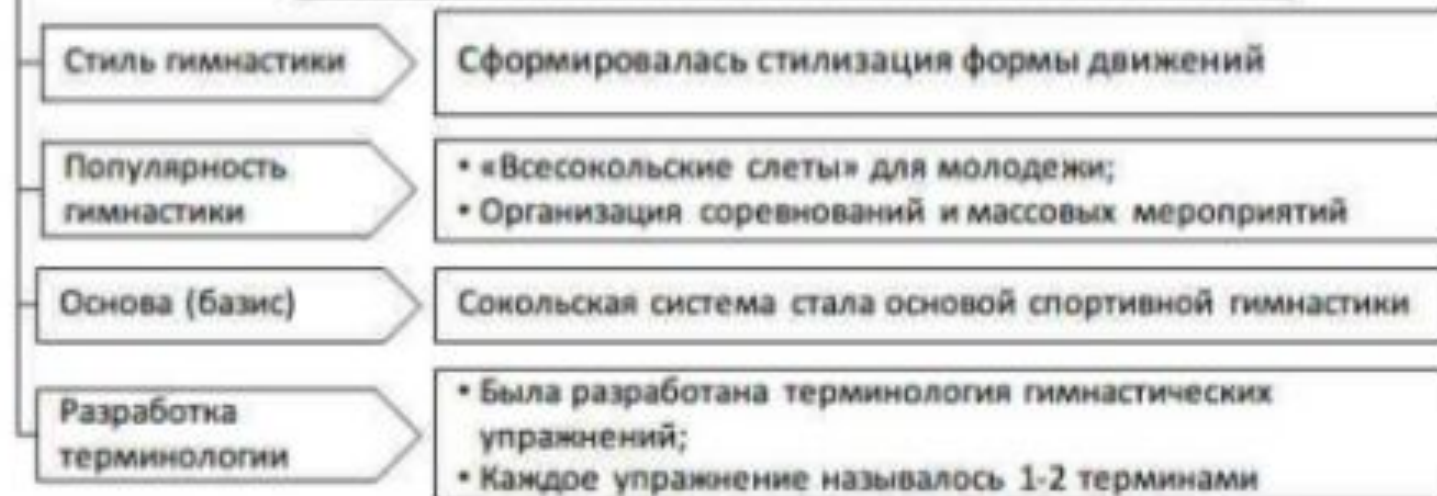 Стиль гимнастики
Сформировалась стилизация формы движений
Популярность
гимнастики
• «Всесокольские слеты» для молодежи;
• Организация соревнований и массовых мероприятий
Основа (базис)
Сокольская система стала основой спортивной гимнастики
Разработка
терминологии
• Была разработана терминология гимнастических
упражнений;
• Каждое упражнение называлось 1-2 терминами